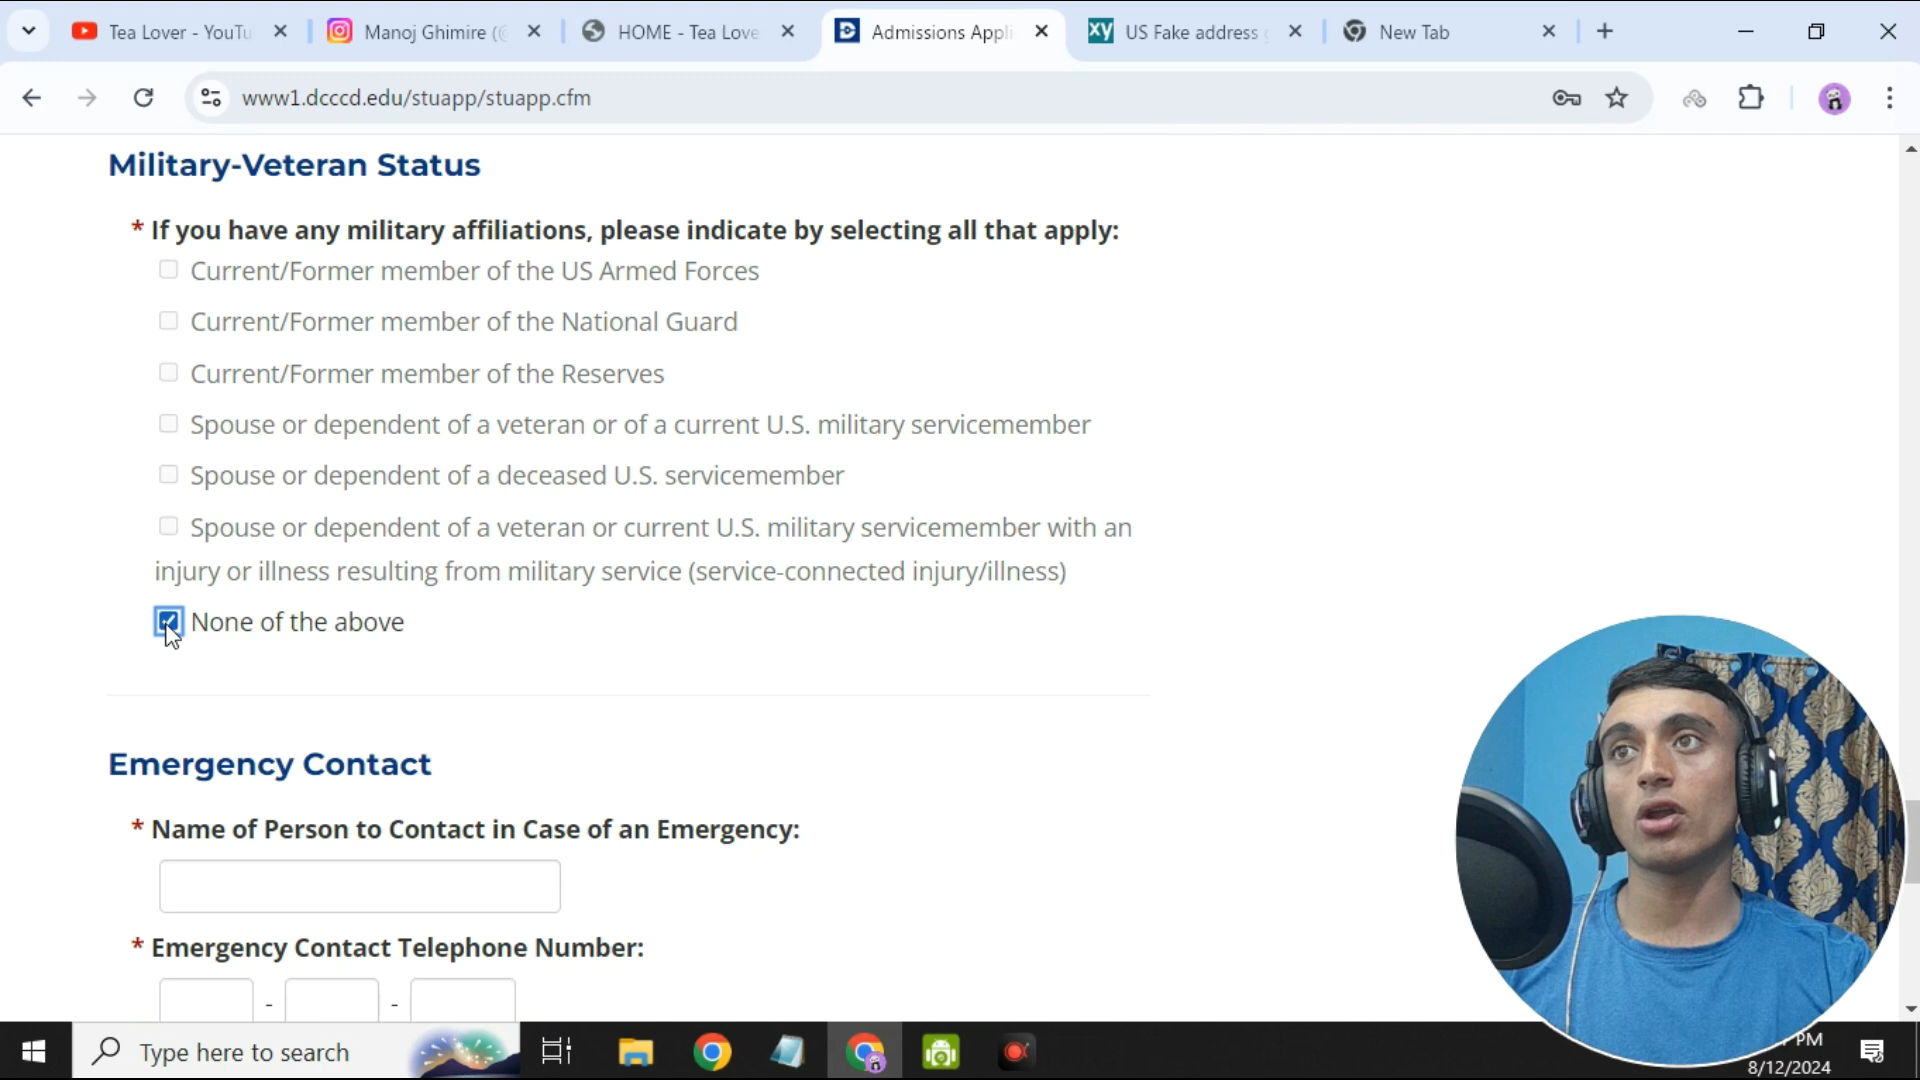 Tea Lover - YouTu
Manoj Ghimire (@
HOME - Tea Love
Admissions Appli
US Fake address g
New Tab
www1.dcccd.edu/stuapp/stuapp.cfm
Military-Veteran Status
* If you have any military affiliations, please indicate by selecting all that apply:
Current/Former member of the US Armed Forces
Current/Former member of the National Guard
Current/Former member of the Reserves
Spouse or dependent of a veteran or of a current U.S. military servicemember
Spouse or dependent of a deceased U.S. servicemember
Spouse or dependent of a veteran or current U.S. military servicemember with an
injury or illness resulting from military service (service-connected injury/illness)
None of the above
Emergency Contact
* Name of Person to Contact in Case of an Emergency:
* Emergency Contact Telephone Number:
- -
Type here to search
PM
8/12/2024